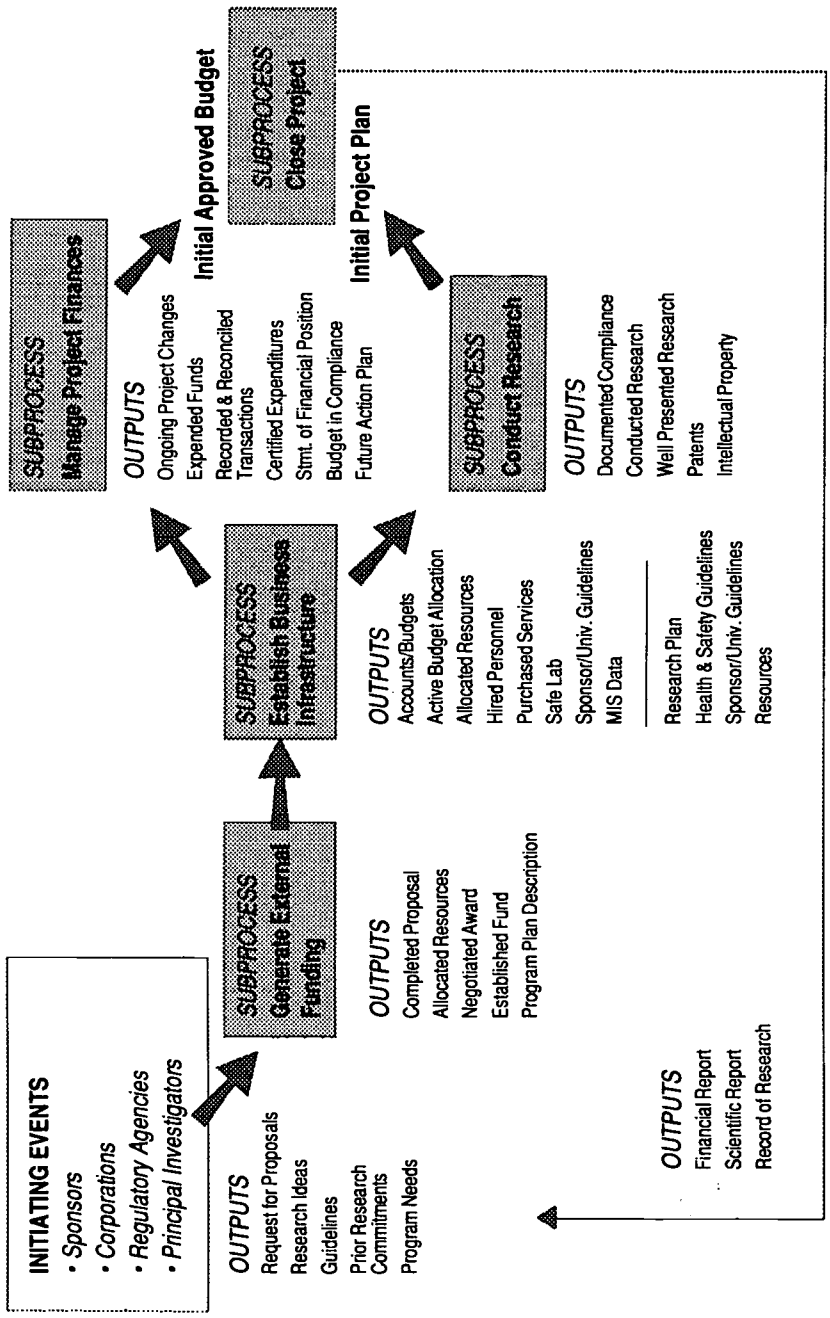 INITIATING EVENTS
• Sponsors
• Corporations
• Regulatory Agencies
• Principal Investigators
OUTPUTS
Request for Proposals
Research Ideas
Guidelines
Prior Research
Commitments
Program Needs
SUBPROCESS
Generate External
Funding
OUTPUTS
Completed Proposal
Allocated Resources
Negotiated Award
Established Fund
Program Plan Description
SUBPROCESS
Establish Business
Infrastructure
OUTPUTS
Accounts/Budgets
Active Budget Allocation
Allocated Resources
Hired Personnel
Purchased Services
Safe Lab
Sponsor/Univ. Guidelines
MIS Data
Research Plan
Health & Safety Guidelines
Sponsor/Univ. Guidelines
Resources
SUBPROCESS
Manage Project Finances
OUTPUTS
Ongoing Project Changes
Expended Funds
Recorded & Reconciled
Transactions
Certified Expenditures
Stmt. of Financial Position
Budget in Compliance
Future Action Plan
SUBPROCESS
Conduct Research
OUTPUTS
Documented Compliance
Conducted Research
Well Presented Research
Patents
Intellectual Property
Initial Approved Budget
SUBPROCESS
Close Project
Initial Project Plan
OUTPUTS
Financial Report
Scientific Report
Record of Research